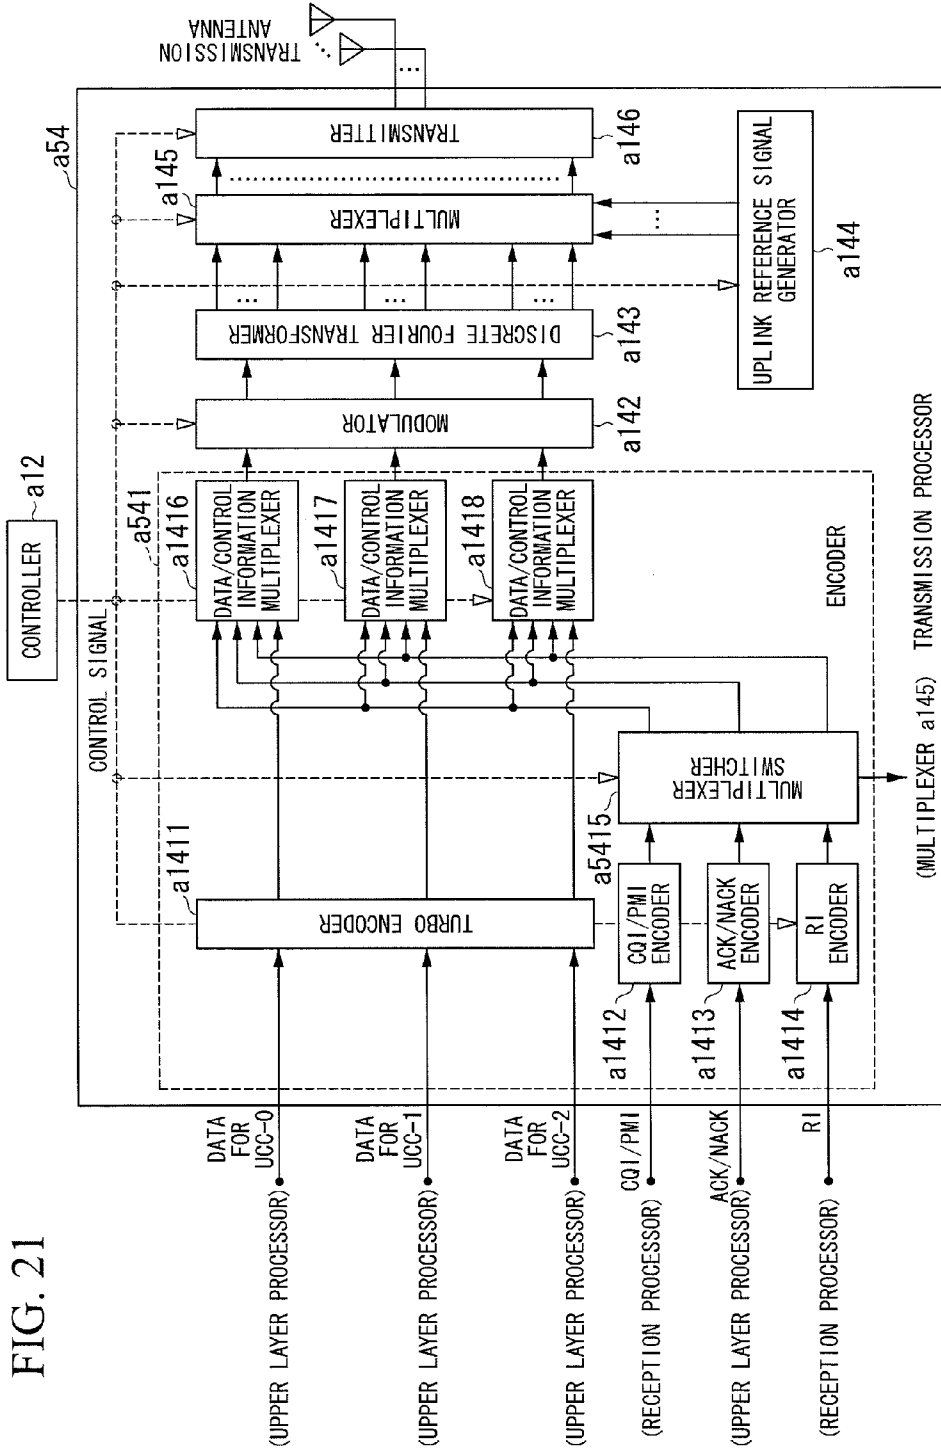 FIG. 21
CONTROLLER
a12
CONTROL SIGNAL
a54
TRANSMISSION
ANTENNA
a541
a1411
TURBO ENCODER
a1416
DATA/CONTROL
INFORMATION
MULTIPLEXER
a1417
DATA/CONTROL
INFORMATION
MULTIPLEXER
a1418
DATA/CONTROL
INFORMATION
MULTIPLEXER
MODULATOR
a142
DISCRETE FOURIER TRANSFORMER
a143
a145
MULTIPLEXER
TRANSMITTER
a146
UPLINK REFERENCE SIGNAL
GENERATOR
a144
DATA
FOR
UCC-0
(UPPER LAYER PROCESSOR)
DATA
FOR
UCC-1
(UPPER LAYER PROCESSOR)
DATA
FOR
UCC-2
(UPPER LAYER PROCESSOR)
CQI/PMI
(RECEPTION PROCESSOR)
ACK/NACK
(UPPER LAYER PROCESSOR)
RI
(RECEPTION PROCESSOR)
a1412
CQI/PMI
ENCODER
a1413
ACK/NACK
ENCODER
a1414
RI
ENCODER
a5415
MULTIPLEXER
SWITCHER
ENCODER
(MULTIPLEXER a145)
TRANSMISSION PROCESSOR